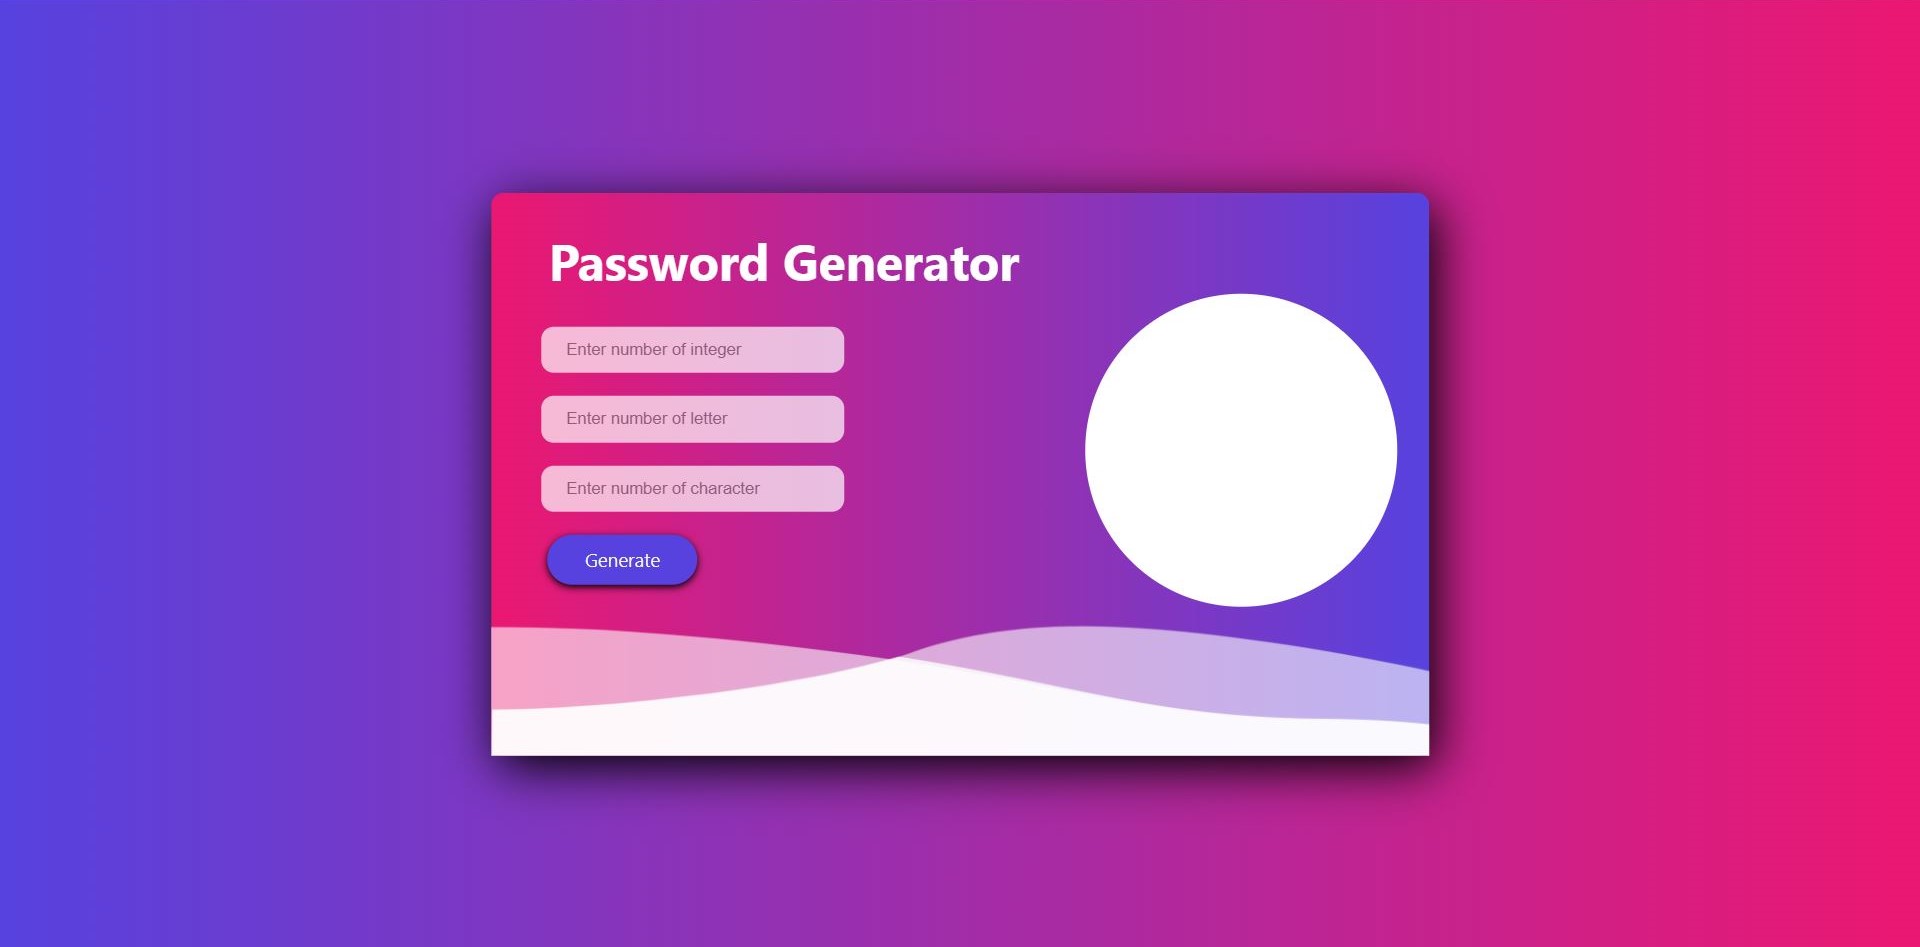 Password Generator
Enter number of integer
Enter number of letter
Enter number of character
Generate